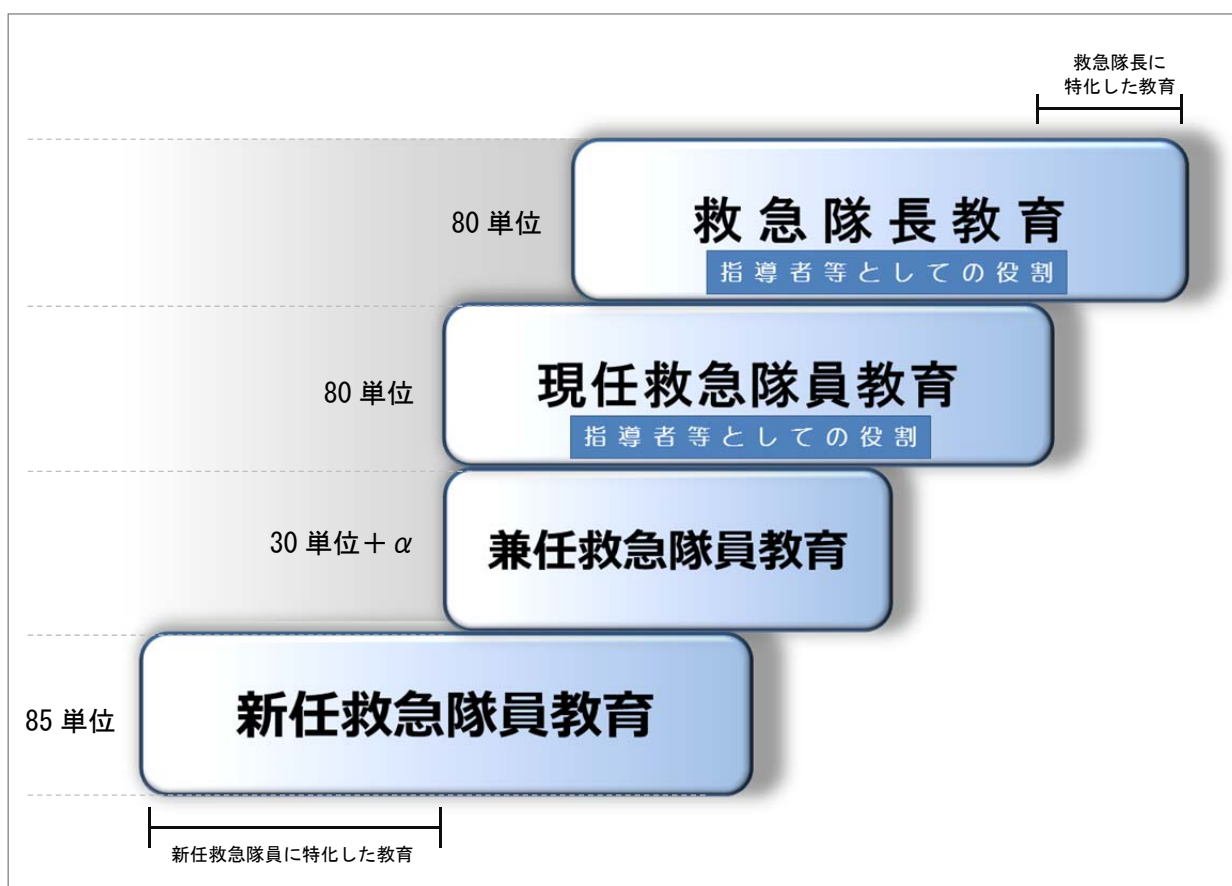 救急隊長に
特化した教育
80 単位
救急隊長教育
指導者等としての役割
80 単位
現任救急隊員教育
指導者等としての役割
30 単位＋α
兼任救急隊員教育
85 単位
新任救急隊員教育
新任救急隊員に特化した教育